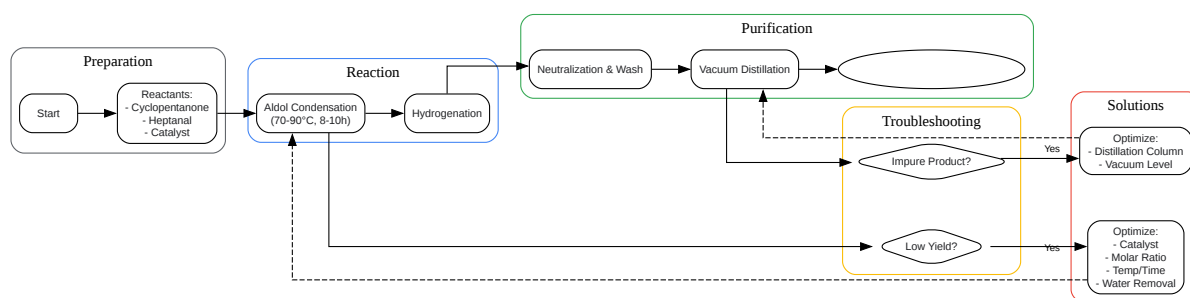 Preparation
Start
Reactants:
- Cyclopentanone
- Heptanal
- Catalyst
Reaction
Aldol Condensation
(70-90°C, 8-10h)
Hydrogenation
Purification
Neutralization & Wash
Vacuum Distillation
Troubleshooting
Impure Product?
Yes
Low Yield?
Yes
Solutions
Optimize:
- Distillation Column
- Vacuum Level
Optimize:
- Catalyst
- Molar Ratio
- Temp/Time
- Water Removal